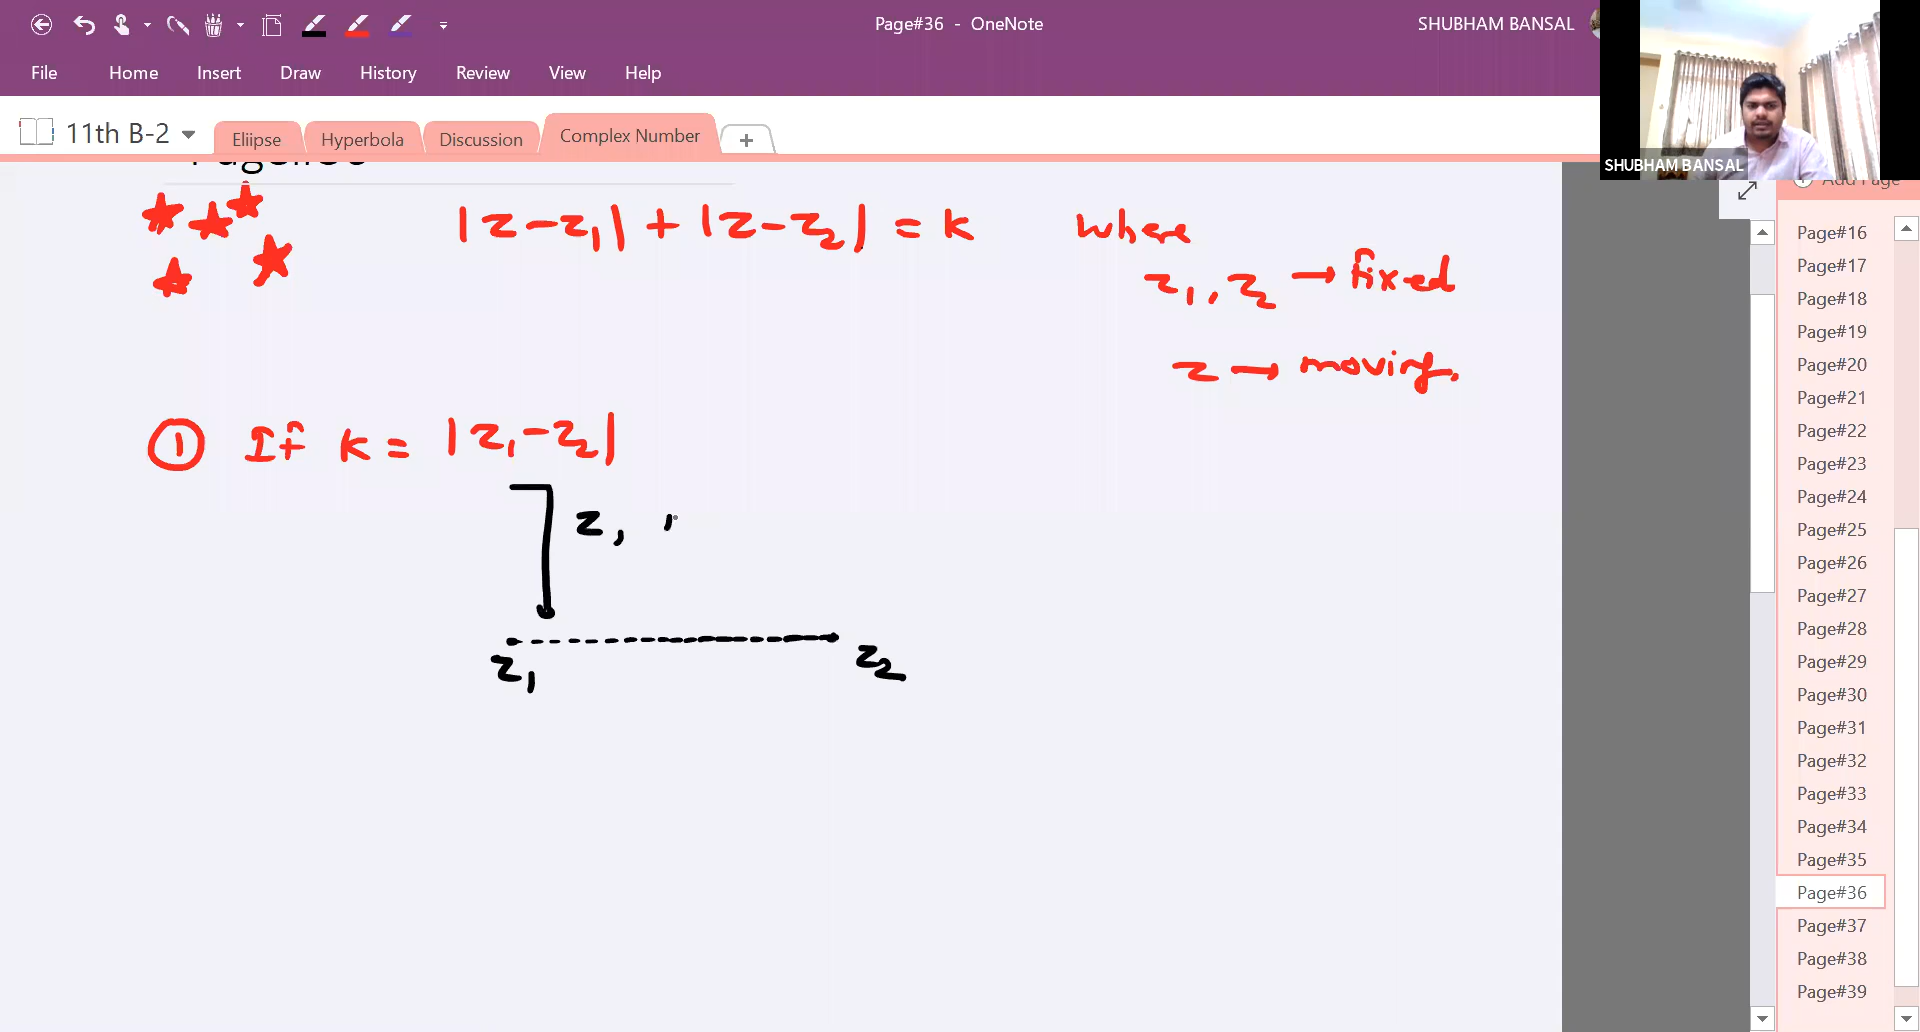 Page#36 - OneNote
SHUBHAM BANSAL
File Home Insert Draw History Review View Help
11th B-2
Eliipse
Hyperbola
Discussion
Complex Number
+
SHUBHAM BANSAL
Add Page
|z-z₁| + |z-z₂| = k where
z₁, z₂ → fixed
z → moving.
① If k = |z₁-z₂|
z,
z₁
z₂
Page#16
Page#17
Page#18
Page#19
Page#20
Page#21
Page#22
Page#23
Page#24
Page#25
Page#26
Page#27
Page#28
Page#29
Page#30
Page#31
Page#32
Page#33
Page#34
Page#35
Page#36
Page#37
Page#38
Page#39